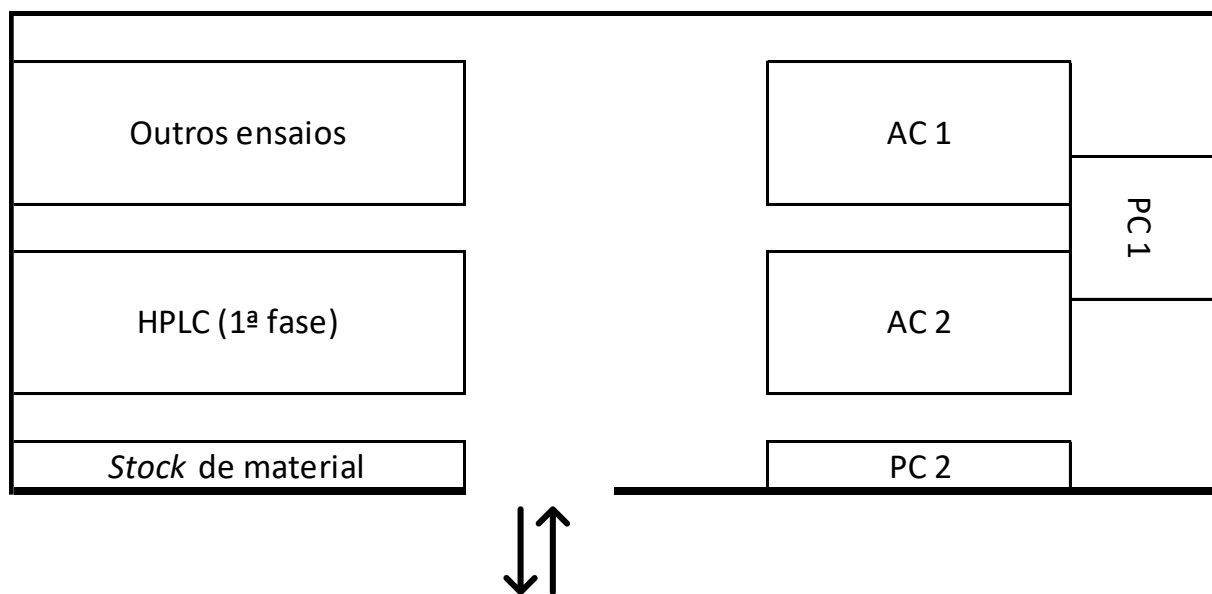 Outros ensaios
AC 1
PC 1
HPLC (1ª fase)
AC 2
Stock de material
PC 2